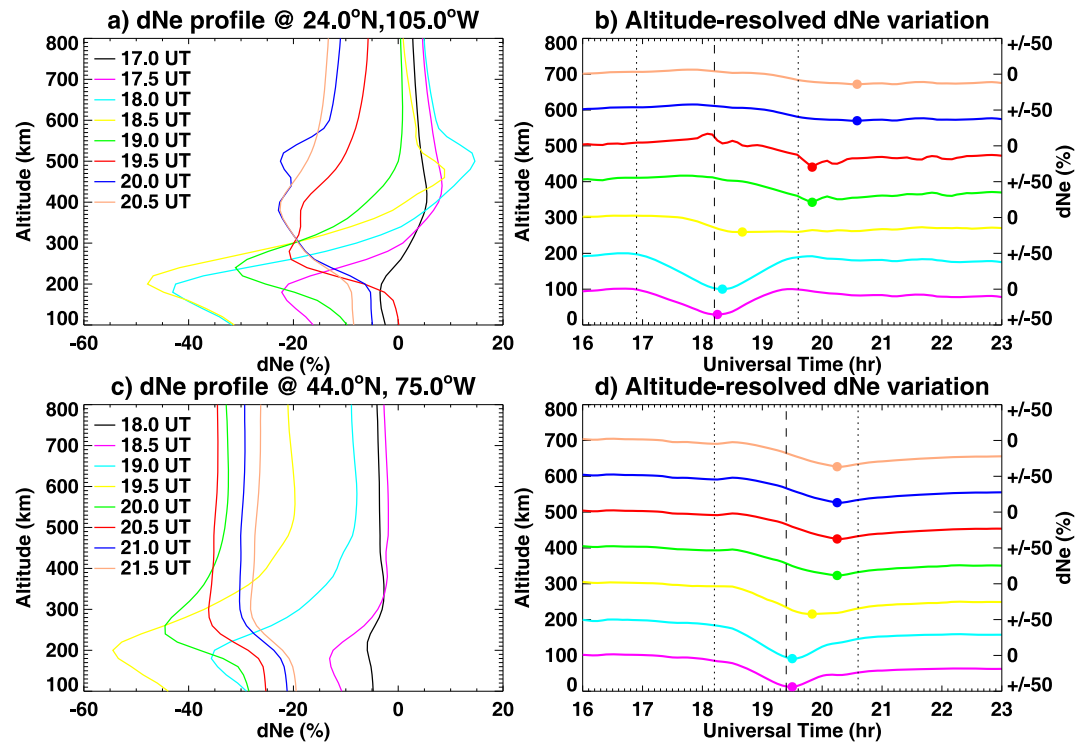 a) dNe profile @ 24.0°N,105.0°W
800
700
600
500
400
300
200
100
Altitude (km)
17.0 UT
17.5 UT
18.0 UT
18.5 UT
19.0 UT
19.5 UT
20.0 UT
20.5 UT
-60 -40 -20 0 20
dNe (%)
b) Altitude-resolved dNe variation
800
700
600
500
400
300
200
100
0
Altitude (km)
+/-50
0
+/-50
0
+/-50
0
+/-50
0
+/-50
dNe (%)
16 17 18 19 20 21 22 23
Universal Time (hr)
c) dNe profile @ 44.0°N, 75.0°W
800
700
600
500
400
300
200
100
Altitude (km)
18.0 UT
18.5 UT
19.0 UT
19.5 UT
20.0 UT
20.5 UT
21.0 UT
21.5 UT
-60 -40 -20 0 20
dNe (%)
d) Altitude-resolved dNe variation
800
700
600
500
400
300
200
100
0
Altitude (km)
+/-50
0
+/-50
0
+/-50
0
+/-50
0
+/-50
dNe (%)
16 17 18 19 20 21 22 23
Universal Time (hr)